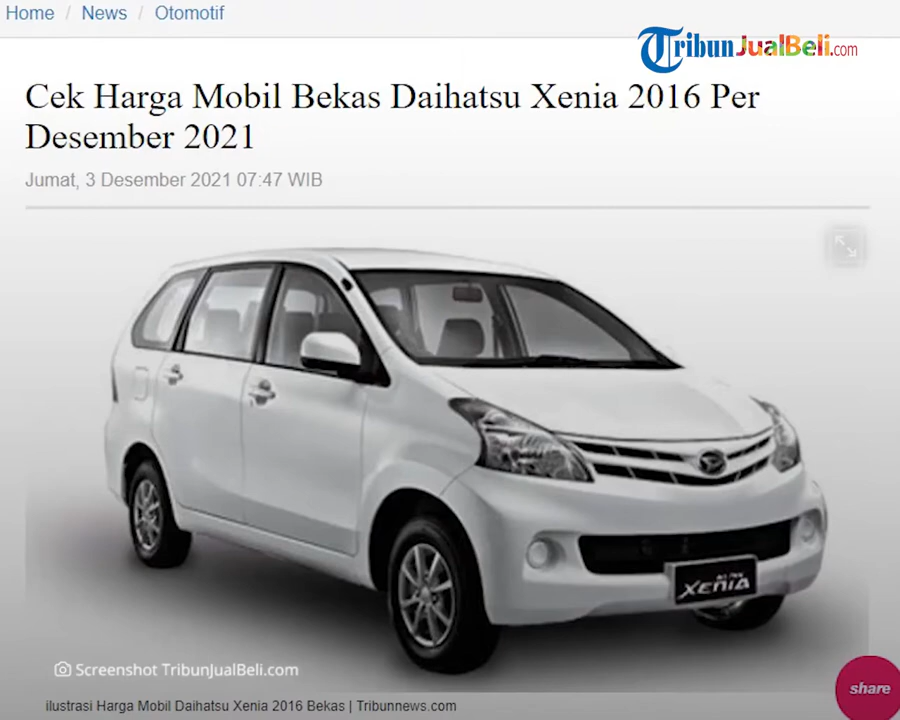 Home / News / Otomotif
TribunJualBeli.com
Cek Harga Mobil Bekas Daihatsu Xenia 2016 Per
Desember 2021
Jumat, 3 Desember 2021 07:47 WIB
XENIA
Screenshot TribunJualBeli.com
share
ilustrasi Harga Mobil Daihatsu Xenia 2016 Bekas | Tribunnews.com